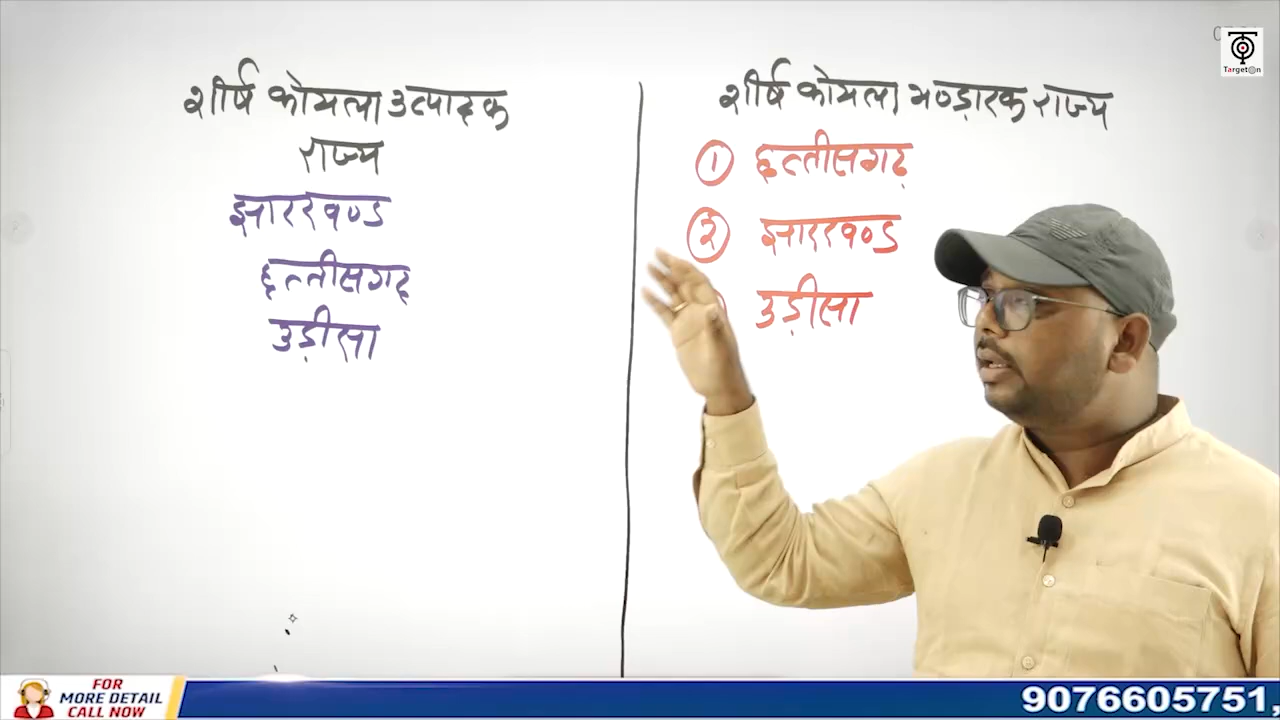 शीर्ष कोयला उत्पादक
राज्य
झारखण्ड
छत्तीसगढ़
उड़ीसा
शीर्ष कोयला भण्डारक राज्य
① छत्तीसगढ़
② झारखण्ड
उड़ीसा
Target@n
FOR
MORE DETAIL
CALL NOW
9076605751,